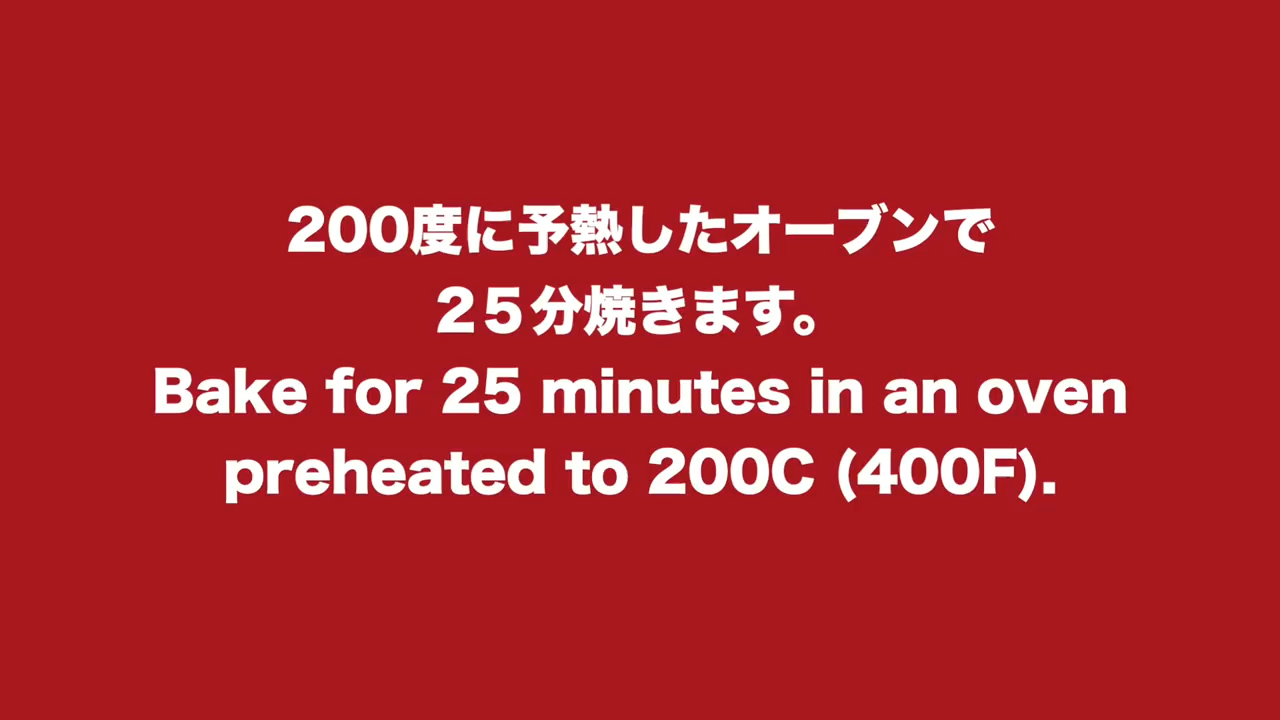 200度に予熱したオーブンで
２５分焼きます。
Bake for 25 minutes in an oven
preheated to 200C (400F).